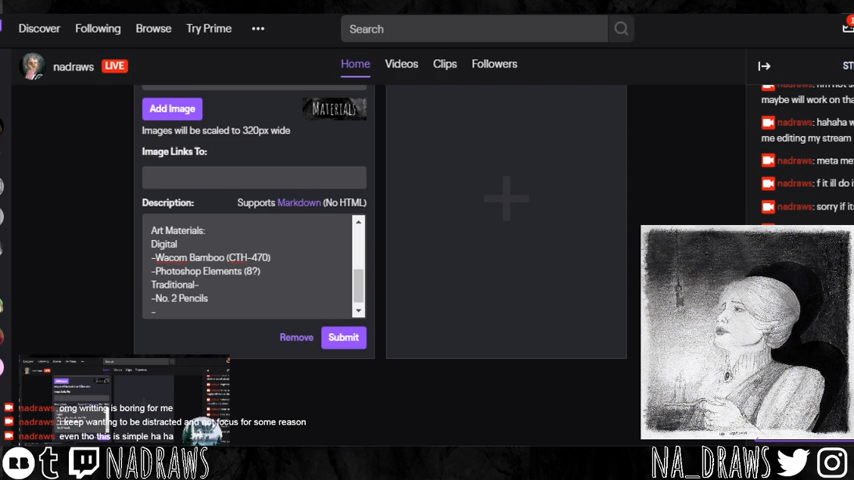 Discover Following Browse Try Prime ••• Search
nadraws LIVE Home Videos Clips Followers ST
Add Image MATERIALS
Images will be scaled to 320px wide
Image Links To:
Description: Supports Markdown (No HTML)
Art Materials:
Digital
-Wacom Bamboo (CTH-470)
-Photoshop Elements (8?)
Traditional-
-No. 2 Pencils
-
Remove Submit
maybe will work on tha
nadraws: hahaha w
me editing my stream
nadraws: meta me
nadraws: f it ill do i
nadraws: sorry if it
nadraws: omg writting is boring for me
nadraws: i keep wanting to be distracted and not focus for some reason
nadraws: even tho this is simple ha ha
NADRAWS
NA_DRAWS